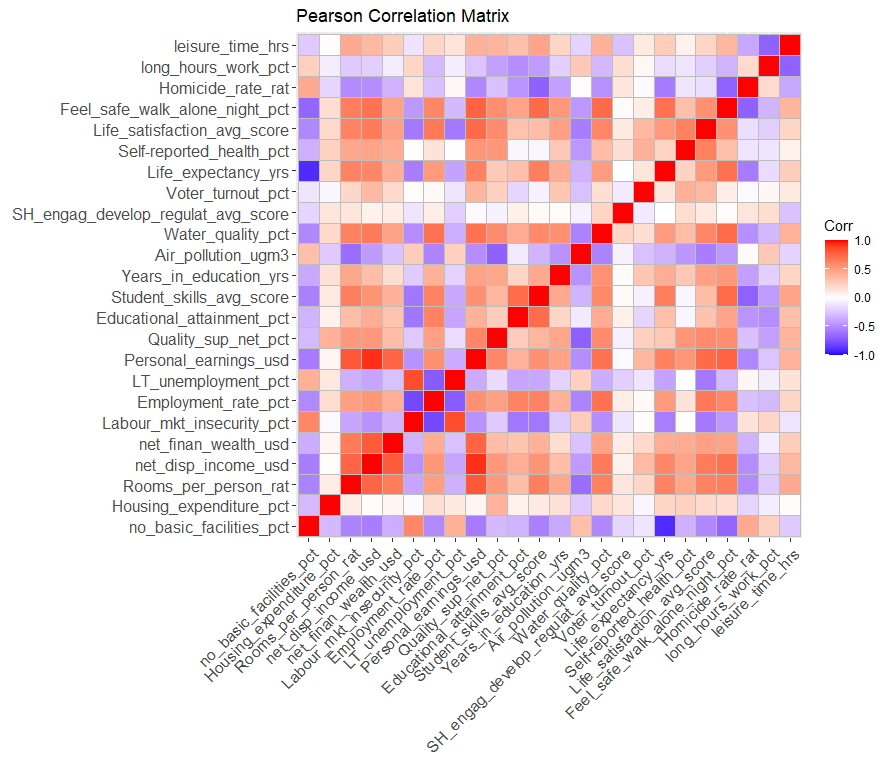 Pearson Correlation Matrix
leisure_time_hrs
long_hours_work_pct
Homicide_rate_rat
Feel_safe_walk_alone_night_pct
Life_satisfaction_avg_score
Self-reported_health_pct
Life_expectancy_yrs
Voter_turnout_pct
SH_engag_develop_regulat_avg_score
Water_quality_pct
Air_pollution_ugm3
Years_in_education_yrs
Student_skills_avg_score
Educational_attainment_pct
Quality_sup_net_pct
Personal_earnings_usd
LT_unemployment_pct
Employment_rate_pct
Labour_mkt_insecurity_pct
net_finan_wealth_usd
net_disp_income_usd
Rooms_per_person_rat
Housing_expenditure_pct
no_basic_facilities_pct
no_basic_facilities_pct
Housing_expenditure_pct
Rooms_per_person_rat
net_disp_income_usd
net_finan_wealth_usd
Labour_mkt_insecurity_pct
Employment_rate_pct
LT_unemployment_pct
Personal_earnings_usd
Quality_sup_net_pct
Educational_attainment_pct
Student_skills_avg_score
Years_in_education_yrs
Air_pollution_ugm3
Water_quality_pct
SH_engag_develop_regulat_avg_score
Voter_turnout_pct
Life_expectancy_yrs
Self-reported_health_pct
Life_satisfaction_avg_score
Feel_safe_walk_alone_night_pct
Homicide_rate_rat
long_hours_work_pct
leisure_time_hrs
Corr
1.0
0.5
0.0
-0.5
-1.0